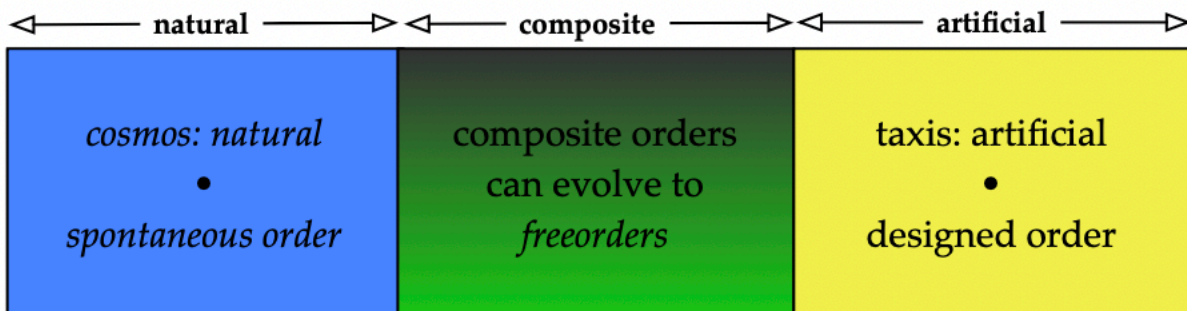 natural
composite
artificial
cosmos: natural
•
spontaneous order
composite orders
can evolve to
freeorders
taxis: artificial
•
designed order